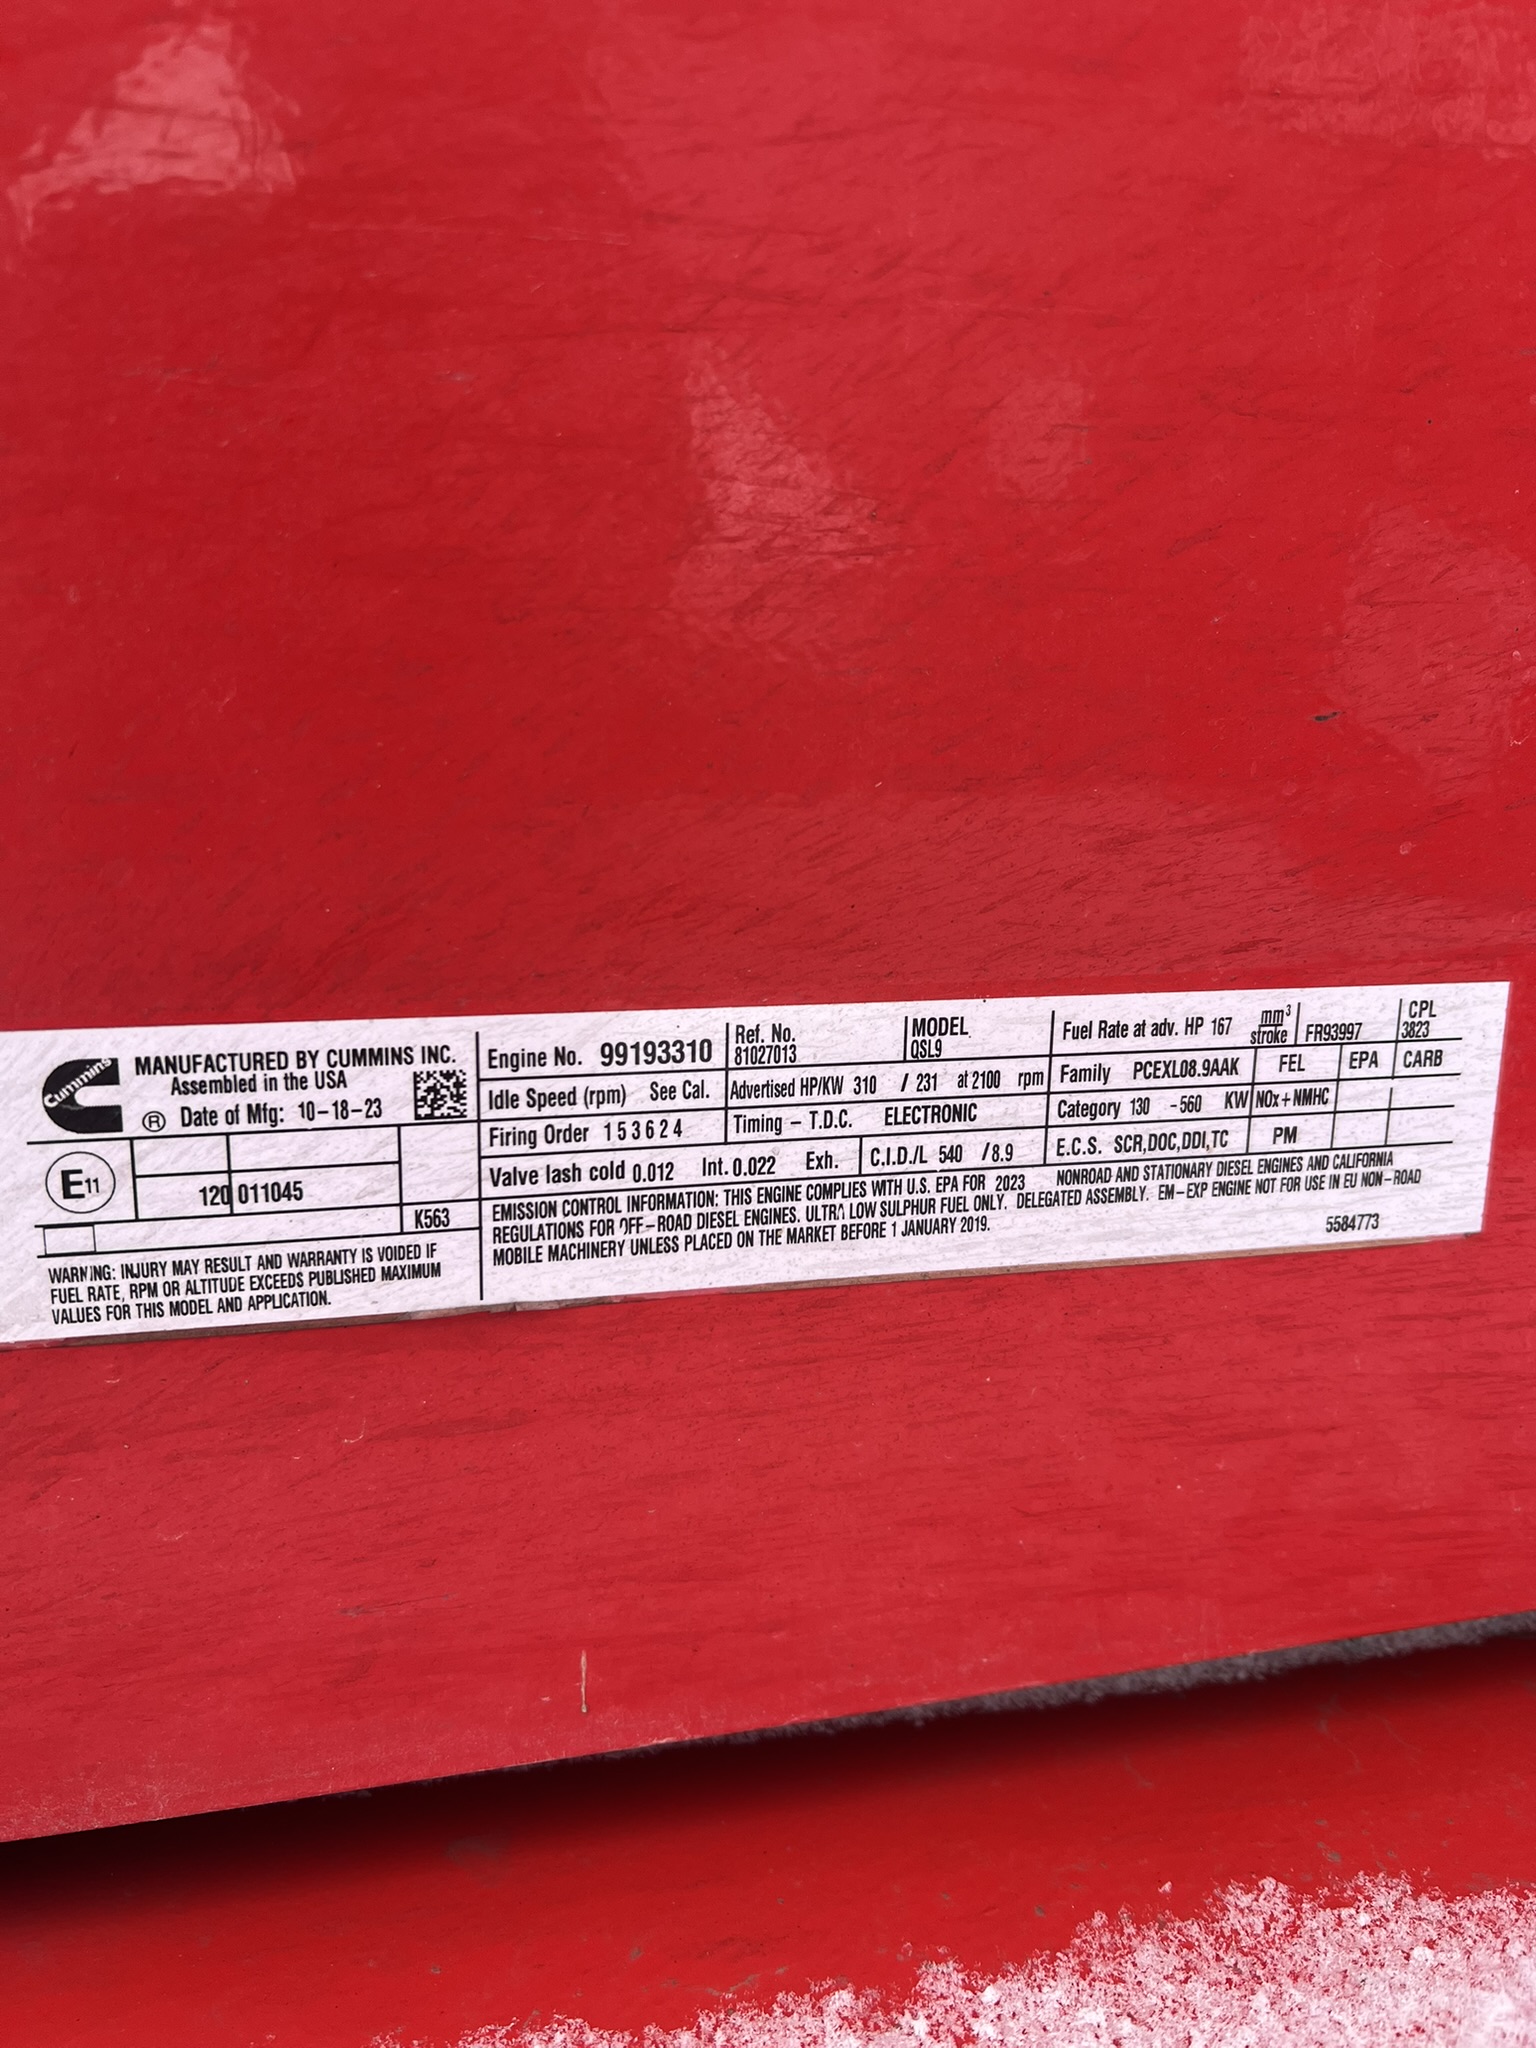 Cummins
MANUFACTURED BY CUMMINS INC.
Assembled in the USA
® Date of Mfg: 10-18-23
E11
120 011045
K563
WARNING: INJURY MAY RESULT AND WARRANTY IS VOIDED IF
FUEL RATE, RPM OR ALTITUDE EXCEEDS PUBLISHED MAXIMUM
VALUES FOR THIS MODEL AND APPLICATION.
Engine No. 99193310
Idle Speed (rpm) See Cal.
Firing Order 1 5 3 6 2 4
Valve lash cold 0.012 Int. 0.022 Exh.
Ref. No.
81027013
MODEL
QSL9
Advertised HP/KW 310 / 231 at 2100 rpm
Timing - T.D.C. ELECTRONIC
C.I.D./L 540 /8.9
Fuel Rate at adv. HP 167 mm³/stroke
FR93997
CPL
3823
Family PCEXL08.9AAK
FEL EPA CARB
Category 130 -560 KW
NOx+NMHC
E.C.S. SCR,DOC,DDI,TC
PM
EMISSION CONTROL INFORMATION: THIS ENGINE COMPLIES WITH U.S. EPA FOR 2023 NONROAD AND STATIONARY DIESEL ENGINES AND CALIFORNIA
REGULATIONS FOR OFF-ROAD DIESEL ENGINES. ULTRA LOW SULPHUR FUEL ONLY. DELEGATED ASSEMBLY. EM-EXP ENGINE NOT FOR USE IN EU NON-ROAD
MOBILE MACHINERY UNLESS PLACED ON THE MARKET BEFORE 1 JANUARY 2019.
5584773